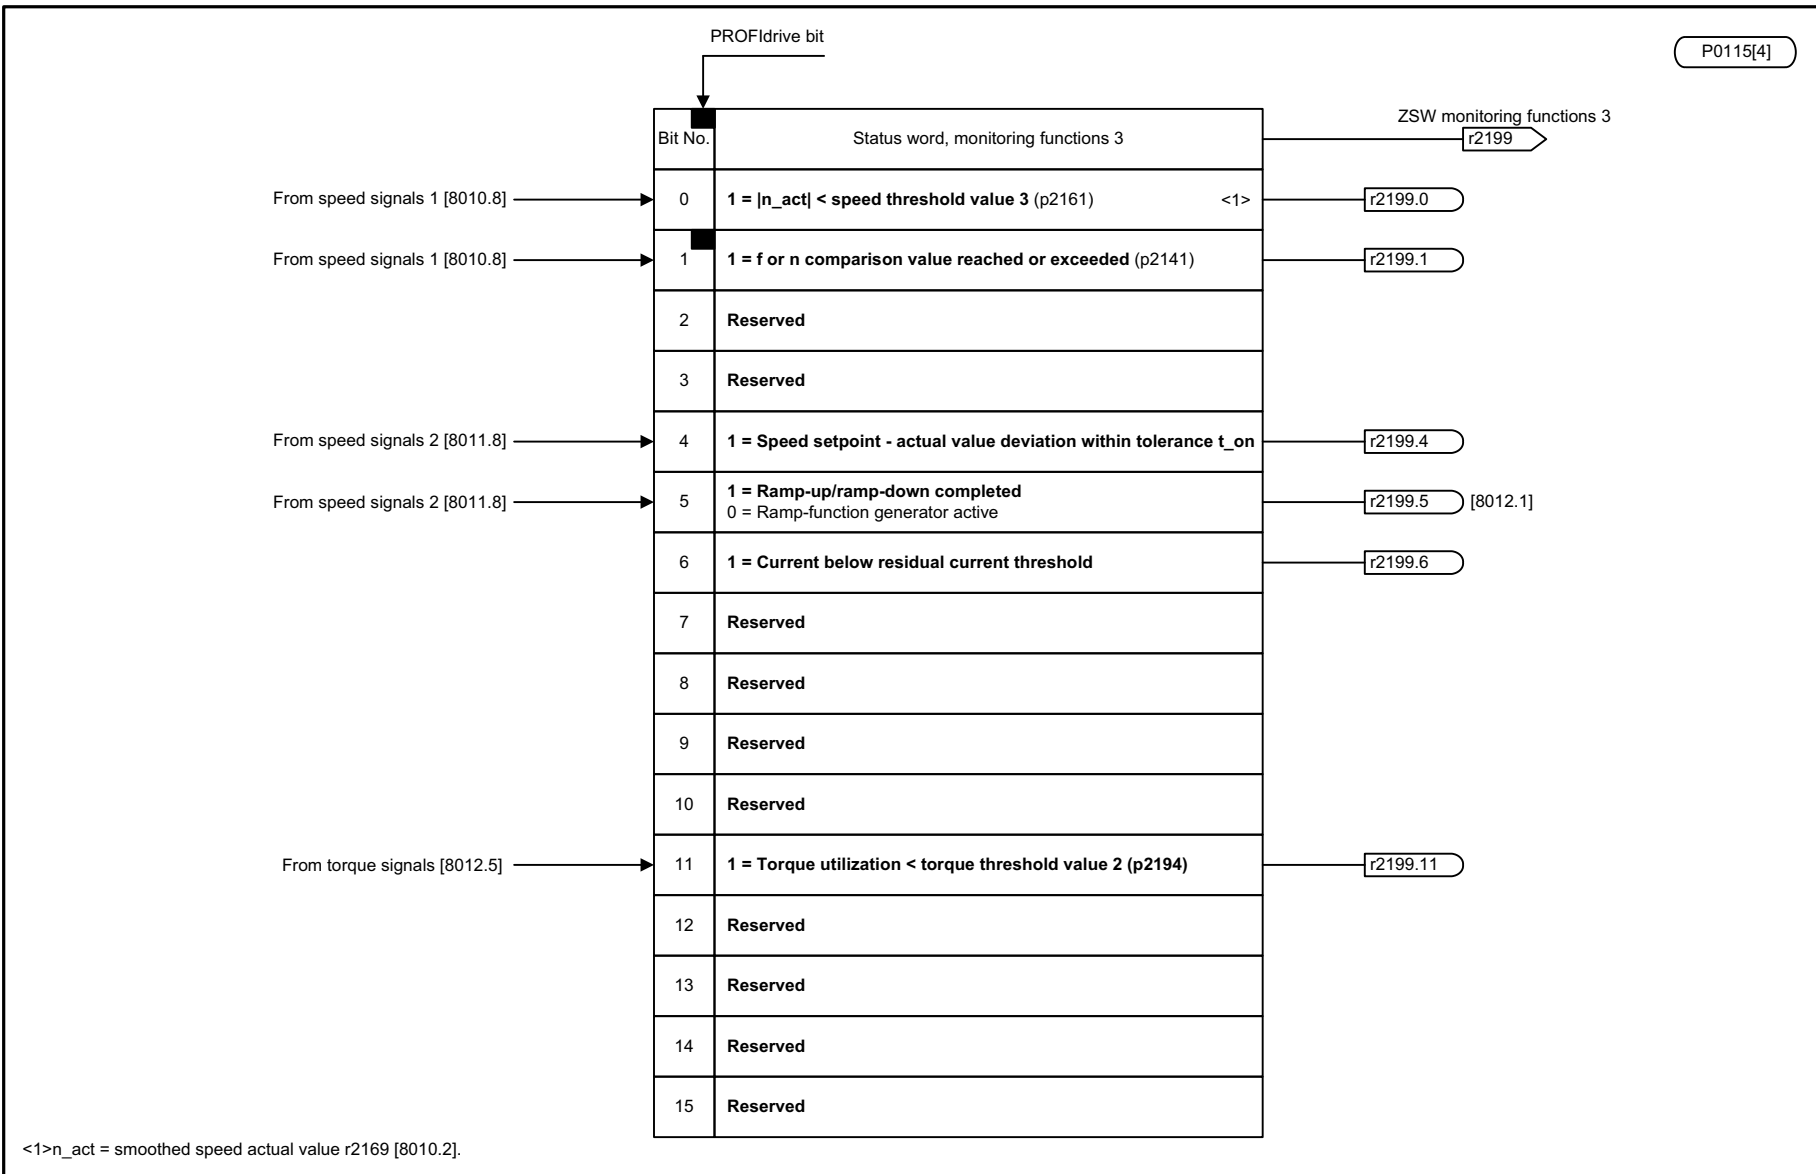 PROFIdrive bit
P0115[4]
ZSW monitoring functions 3
Bit No. Status word, monitoring functions 3 r2199
From speed signals 1 [8010.8] 0 1 = |n_act| < speed threshold value 3 (p2161) <1> r2199.0
From speed signals 1 [8010.8] 1 1 = f or n comparison value reached or exceeded (p2141) r2199.1
2 Reserved
3 Reserved
From speed signals 2 [8011.8] 4 1 = Speed setpoint - actual value deviation within tolerance t_on r2199.4
From speed signals 2 [8011.8] 5 1 = Ramp-up/ramp-down completed r2199.5 [8012.1]
0 = Ramp-function generator active
6 1 = Current below residual current threshold r2199.6
7 Reserved
8 Reserved
9 Reserved
10 Reserved
From torque signals [8012.5] 11 1 = Torque utilization < torque threshold value 2 (p2194) r2199.11
12 Reserved
13 Reserved
14 Reserved
15 Reserved
<1>n_act = smoothed speed actual value r2169 [8010.2].